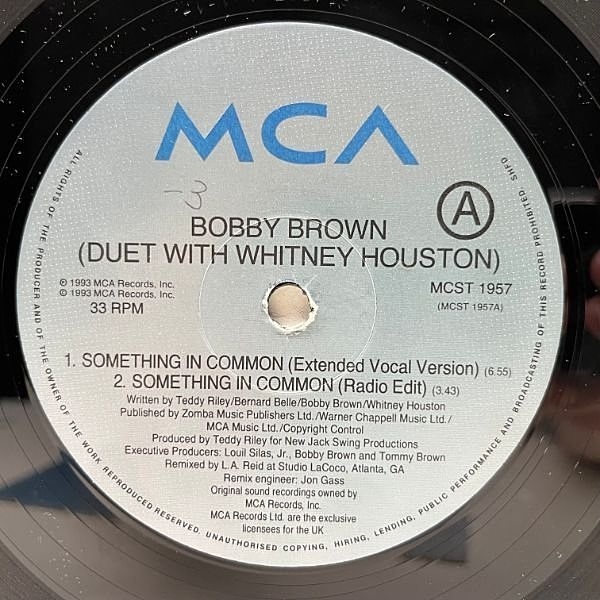 MCA
-3
A
BOBBY BROWN
(DUET WITH WHITNEY HOUSTON)
℗ 1993 MCA Records, Inc.
© 1993 MCA Records, Inc.
33 RPM
MCST 1957
(MCST 1957A)
1. SOMETHING IN COMMON (Extended Vocal Version) (6.55)
2. SOMETHING IN COMMON (Radio Edit) (3.43)
Written by Teddy Riley/Bernard Belle/Bobby Brown/Whitney Houston
Published by Zomba Music Publishers Ltd./Warner Chappell Music Ltd./
MCA Music Ltd./Copyright Control
Produced by Teddy Riley for New Jack Swing Productions
Executive Producers: Louil Silas, Jr., Bobby Brown and Tommy Brown
Remixed by L.A. Reid at Studio LaCoco, Atlanta, GA
Remix engineer: Jon Gass
Original sound recordings owned by
MCA Records, Inc.
MCA Records Ltd. are the exclusive
licensees for the UK
ALL RIGHTS OF THE PRODUCER AND OF THE OWNER OF THE WORK REPRODUCED RESERVED. UNAUTHORISED COPYING, HIRING, LENDING, PUBLIC PERFORMANCE AND BROADCASTING OF THIS RECORD PROHIBITED. SHFD